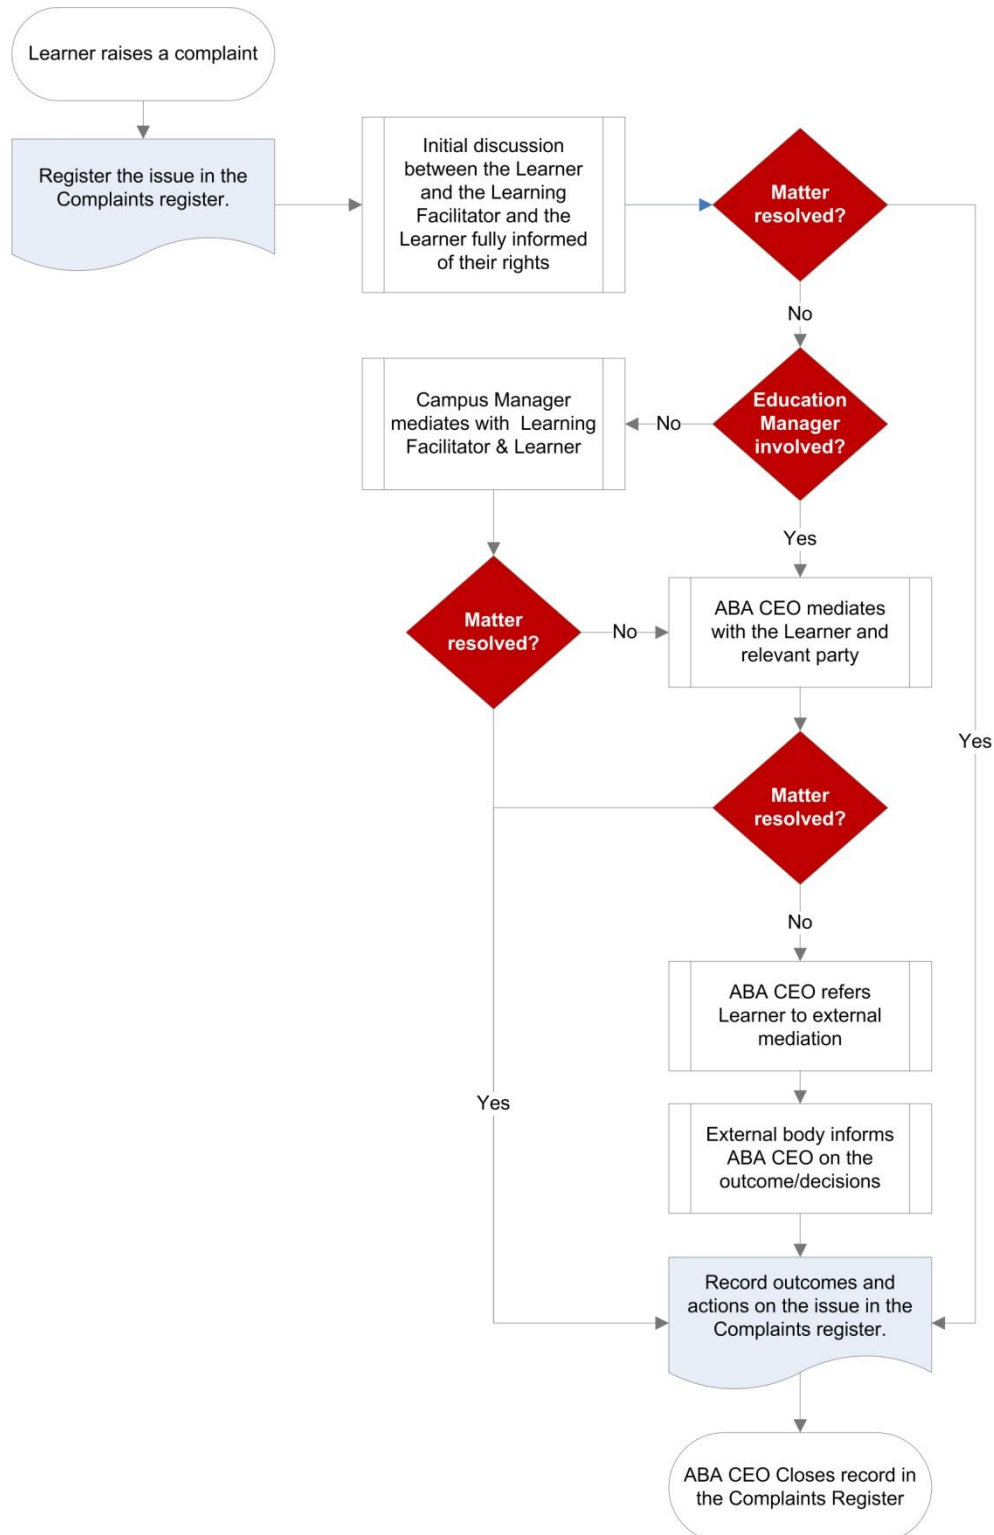 Learner raises a complaint
Register the issue in the
Complaints register.
Initial discussion
between the Learner
and the Learning
Facilitator and the
Learner fully informed
of their rights
Matter
resolved?
No
Education
Manager
involved?
No
Campus Manager
mediates with  Learning
Facilitator & Learner
Yes
Matter
resolved?
No
ABA CEO mediates
with the Learner and
relevant party
Yes
Matter
resolved?
No
ABA CEO refers
Learner to external
mediation
Yes
External body informs
ABA CEO on the
outcome/decisions
Record outcomes and
actions on the issue in the
Complaints register.
ABA CEO Closes record in
the Complaints Register